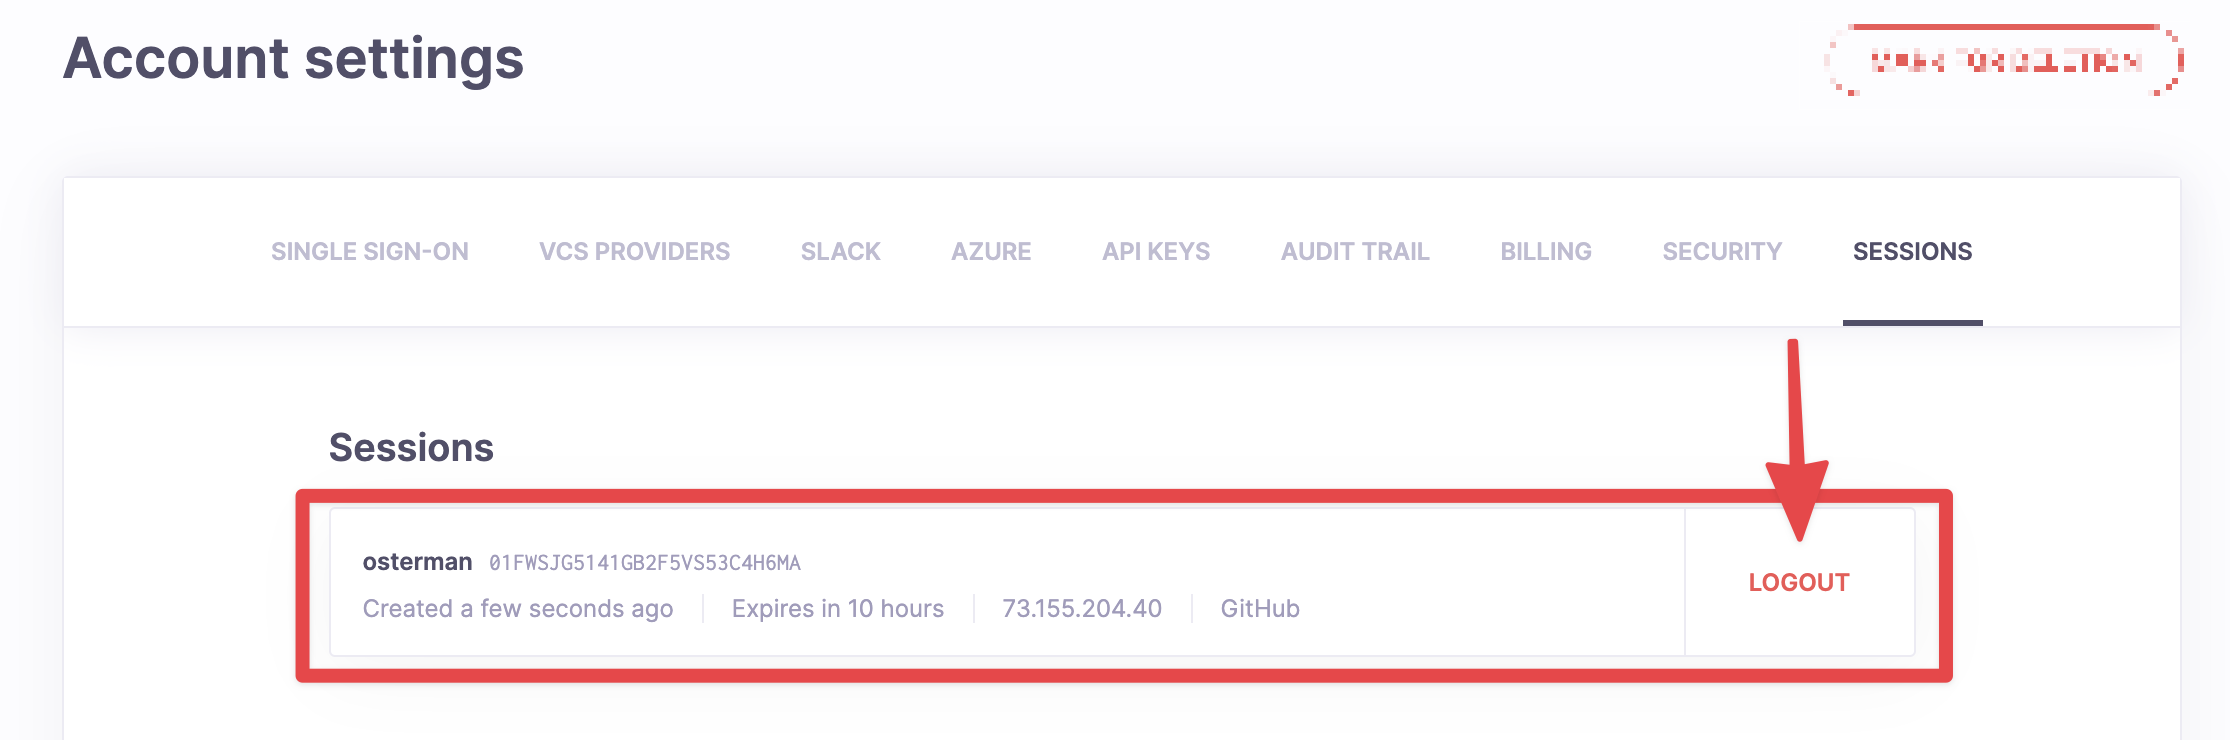 Account settings
SINGLE SIGN-ON VCS PROVIDERS SLACK AZURE API KEYS AUDIT TRAIL BILLING SECURITY SESSIONS
Sessions
osterman 01FWSJG5141GB2F5VS53C4H6MA
Created a few seconds ago Expires in 10 hours 73.155.204.40 GitHub
LOGOUT